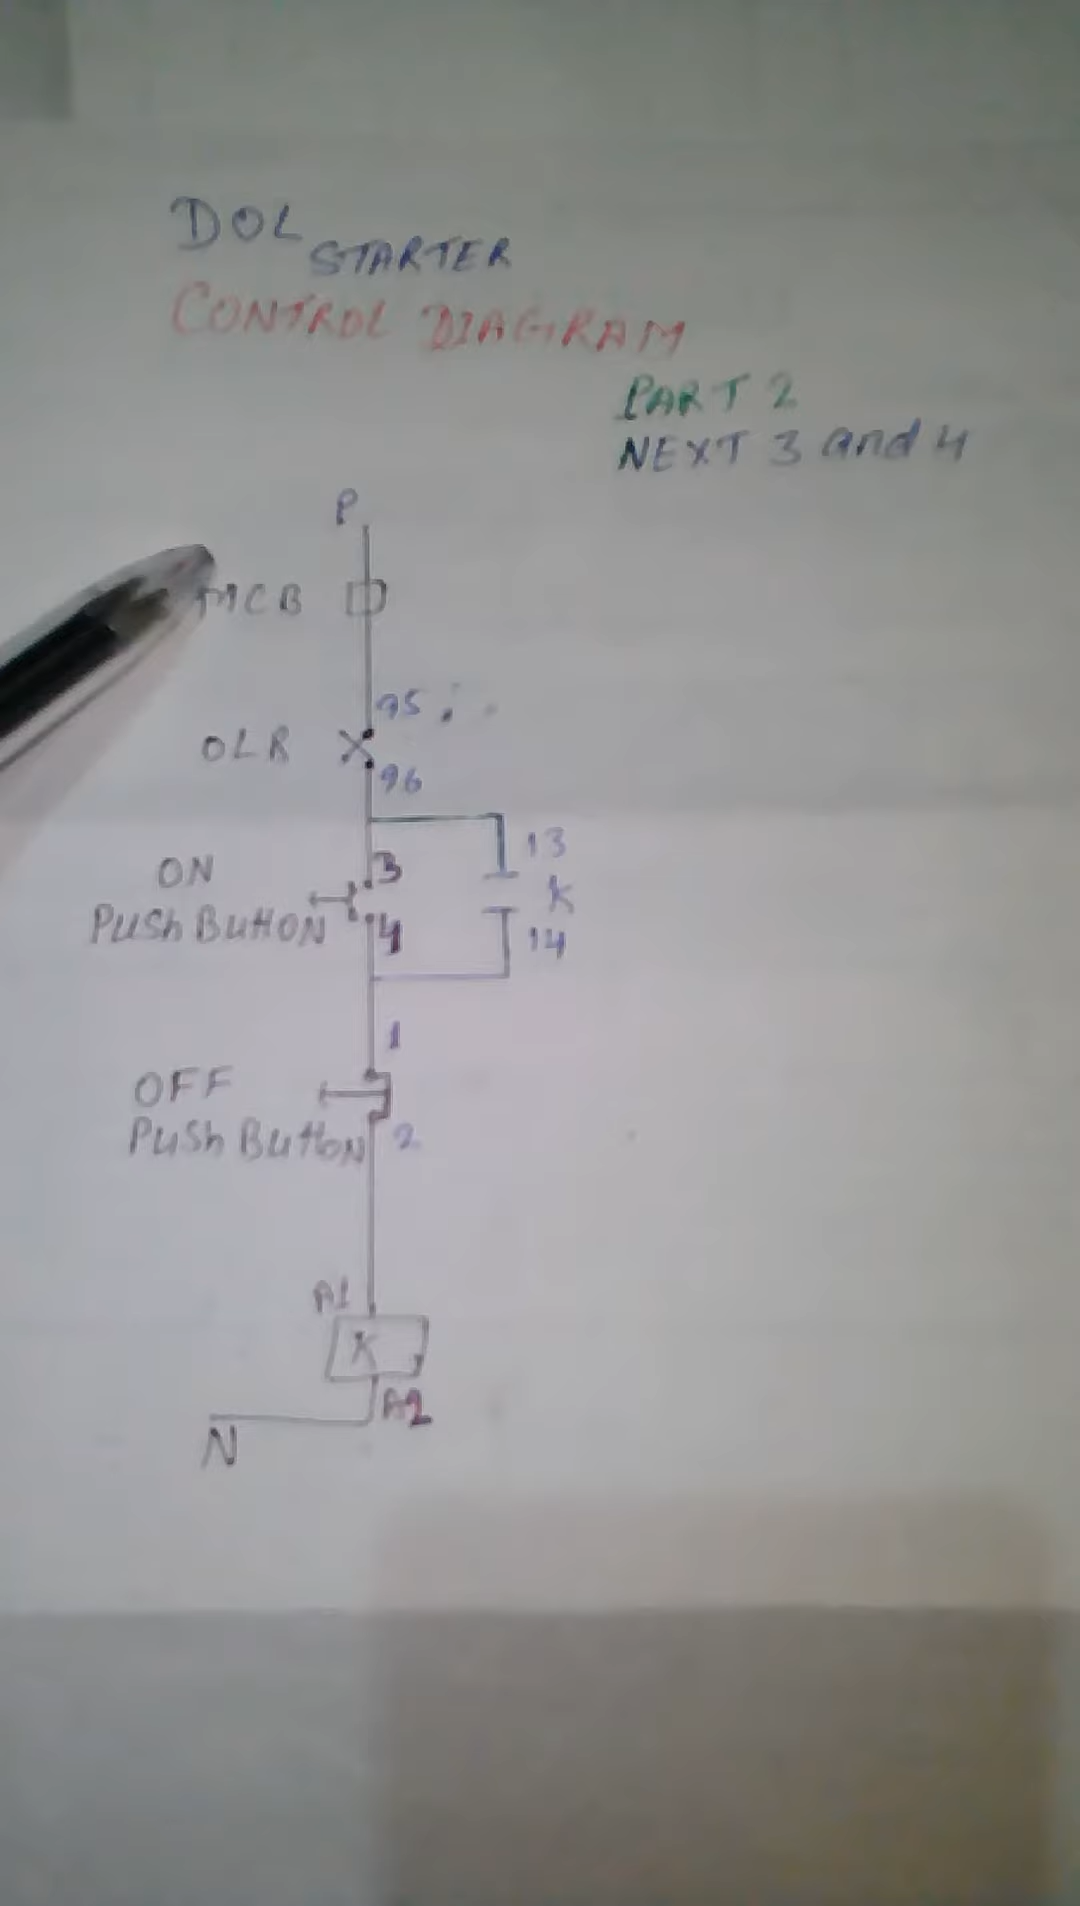 DOL
STARTER
CONTROL DIAGRAM
PART 2
NEXT 3 and 4
P
MCB
95
OLR
96
13
ON
3
K
Push Button
4
14
1
OFF
Push Button
2
A1
K
A2
N